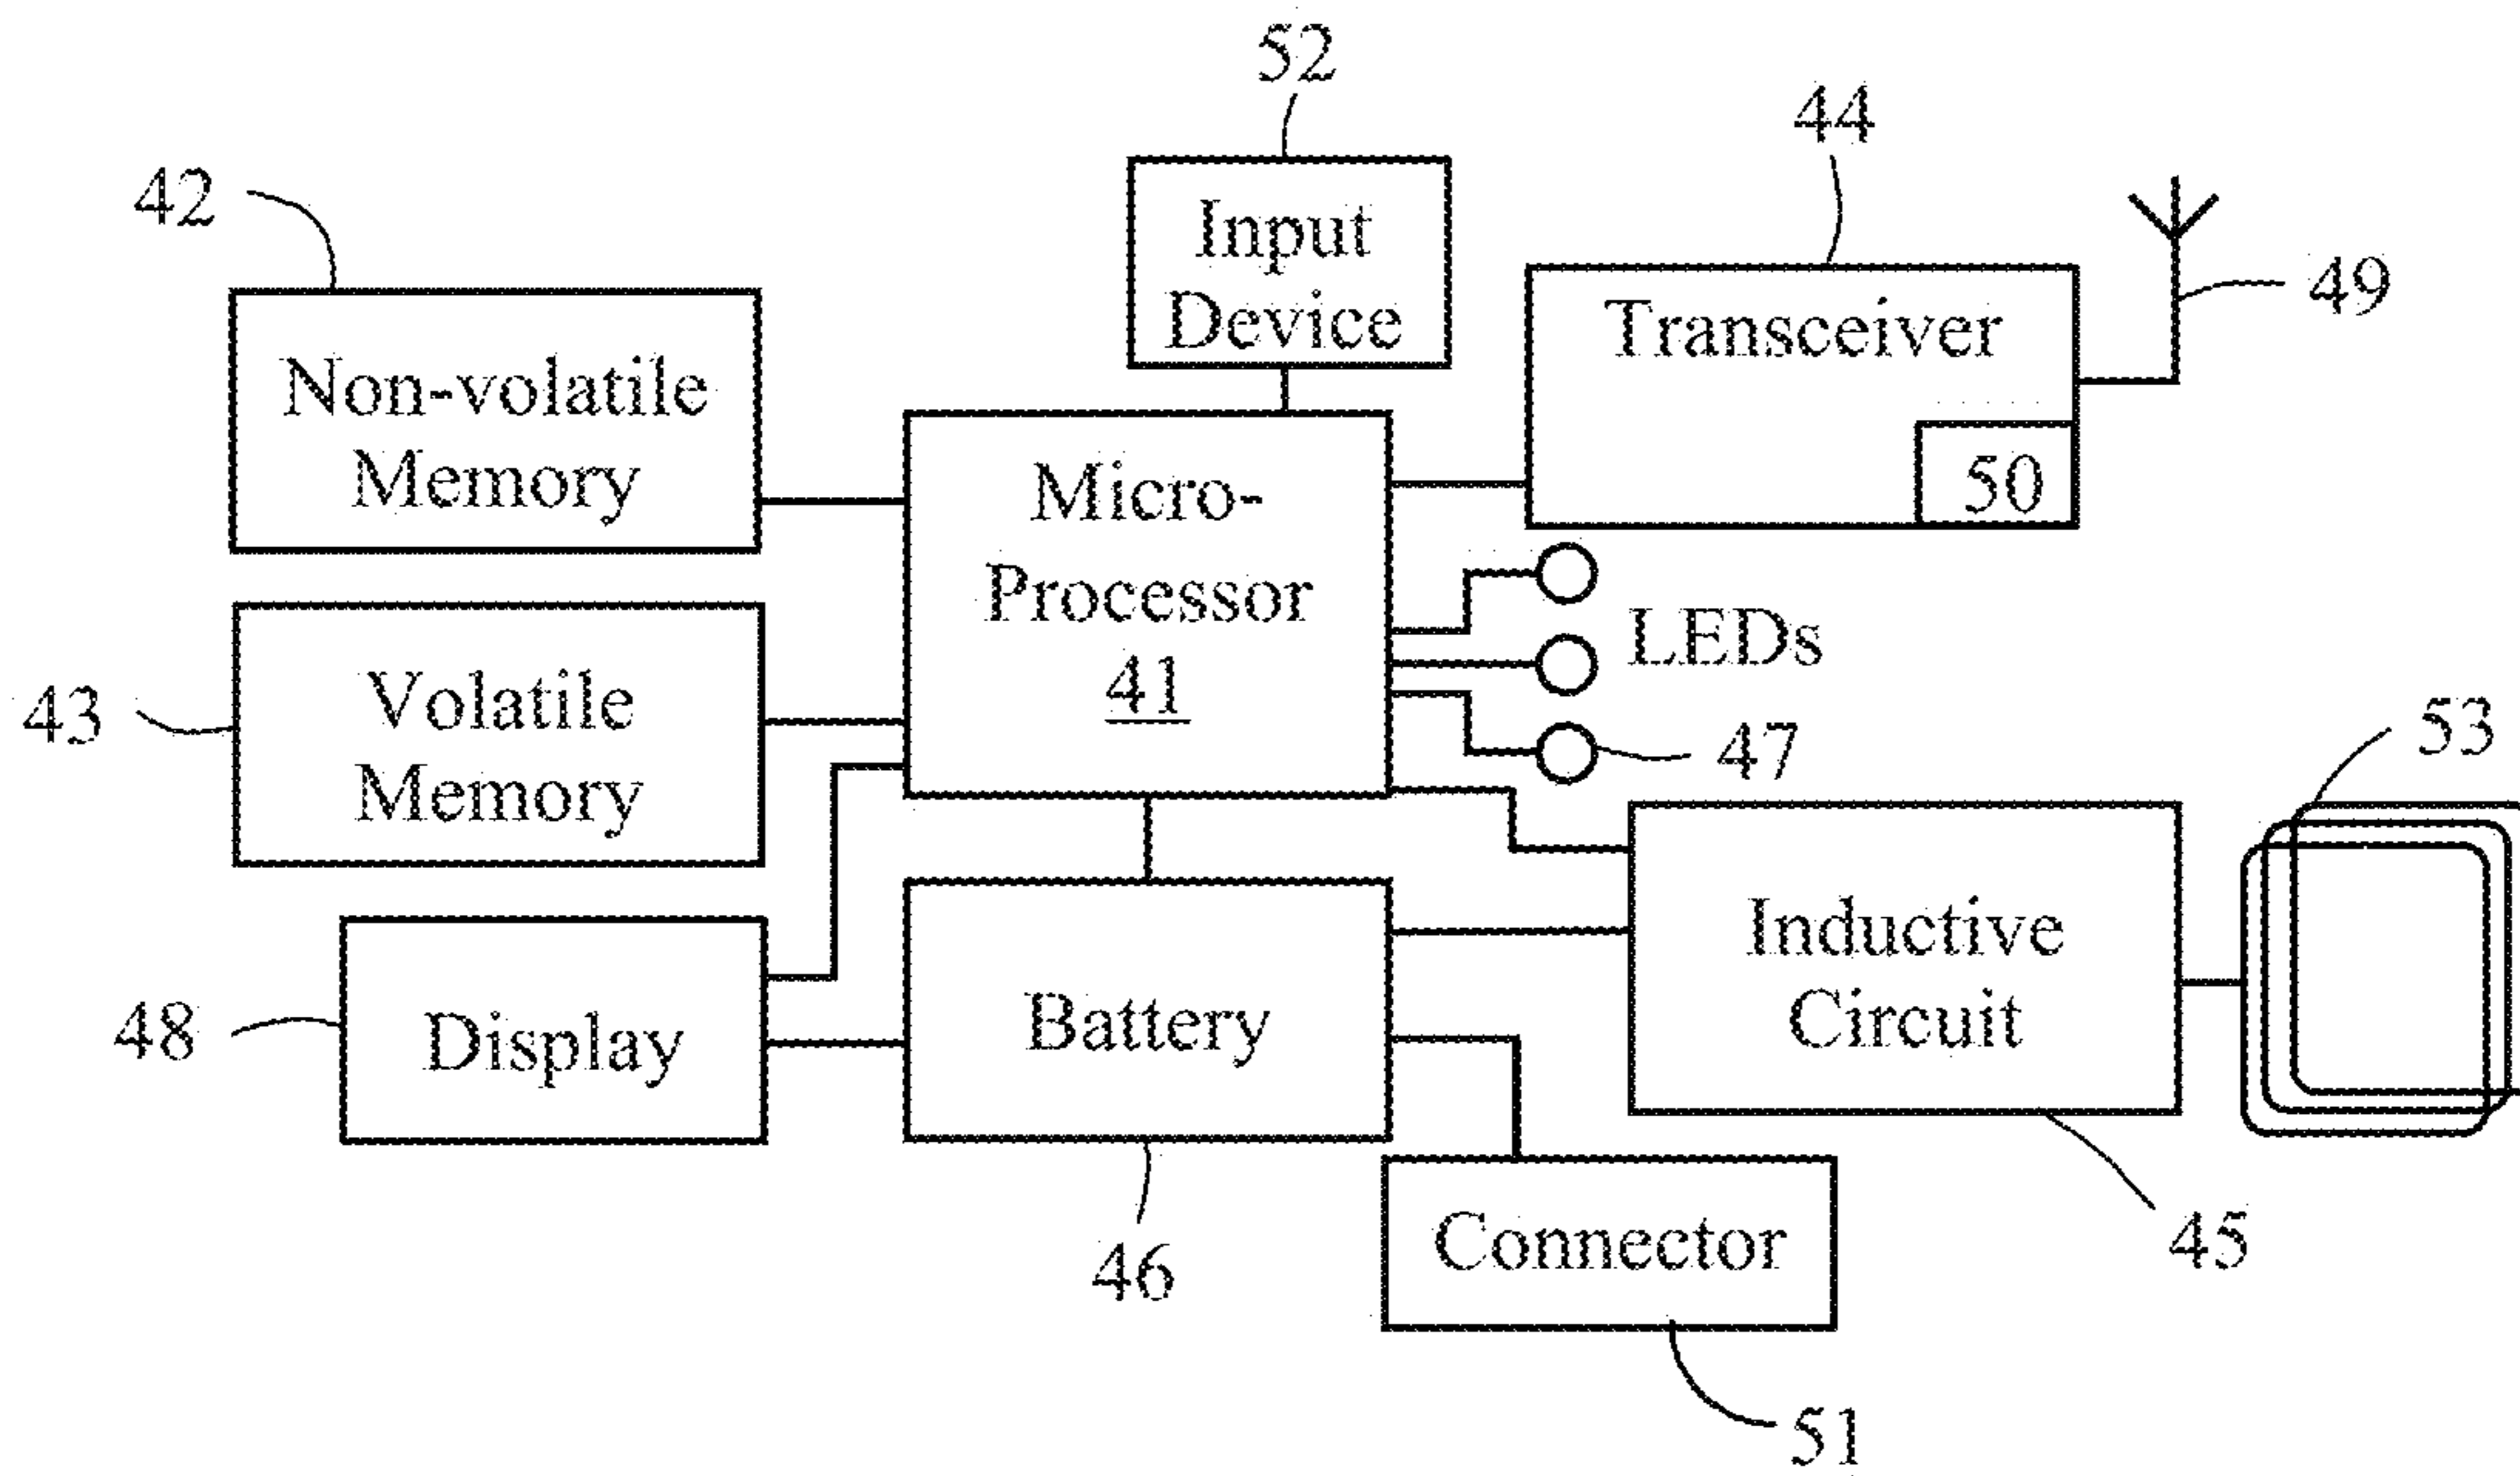 52
44
42
Input
Device
49
Transceiver
Non-volatile
Memory
50
Micro-
Processor
41
LEDs
43
Volatile
Memory
47
53
48
Display
Battery
Inductive
Circuit
46
Connector
45
51